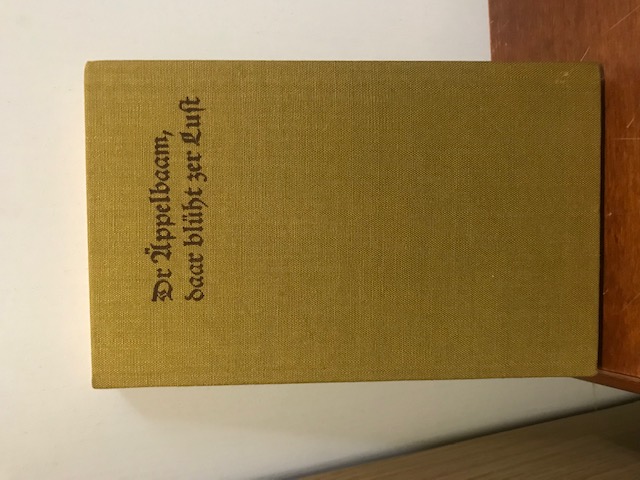 Dr Äppelbaam,
daar blüht zer Lust